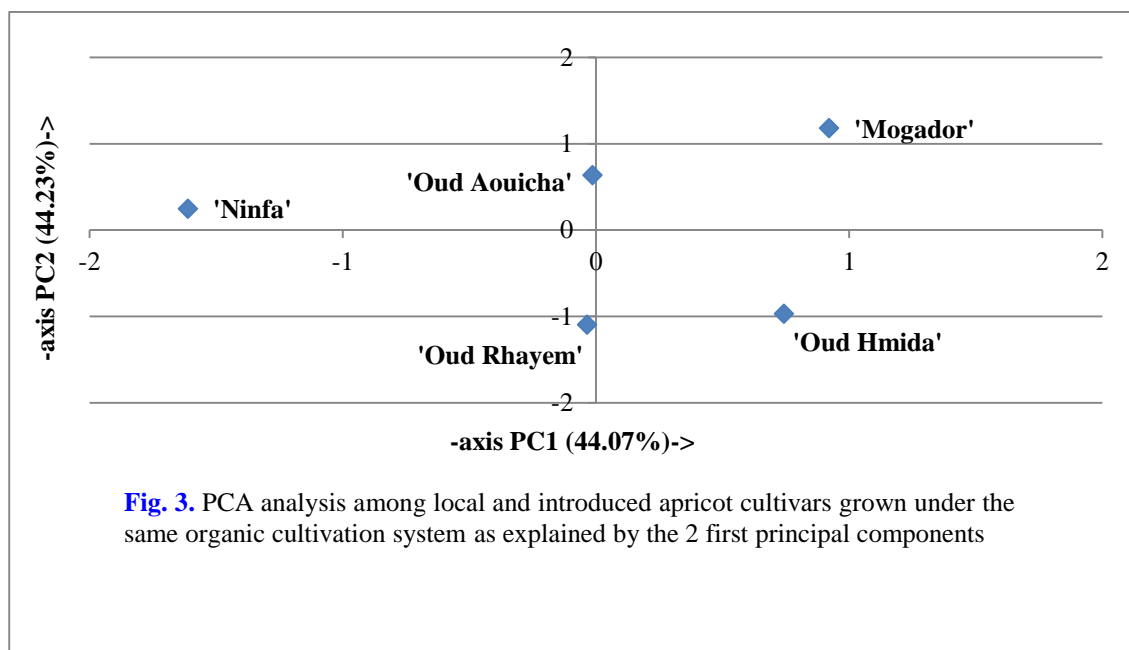 2
'Mogador'
1
'Oud Aouicha'
'Ninfa'
0
-2
-1
0
1
2
-1
'Oud Hmida'
'Oud Rhayem'
-2
-axis PC2 (44.23%)->
-axis PC1 (44.07%)->
Fig. 3. PCA analysis among local and introduced apricot cultivars grown under the
same organic cultivation system as explained by the 2 first principal components